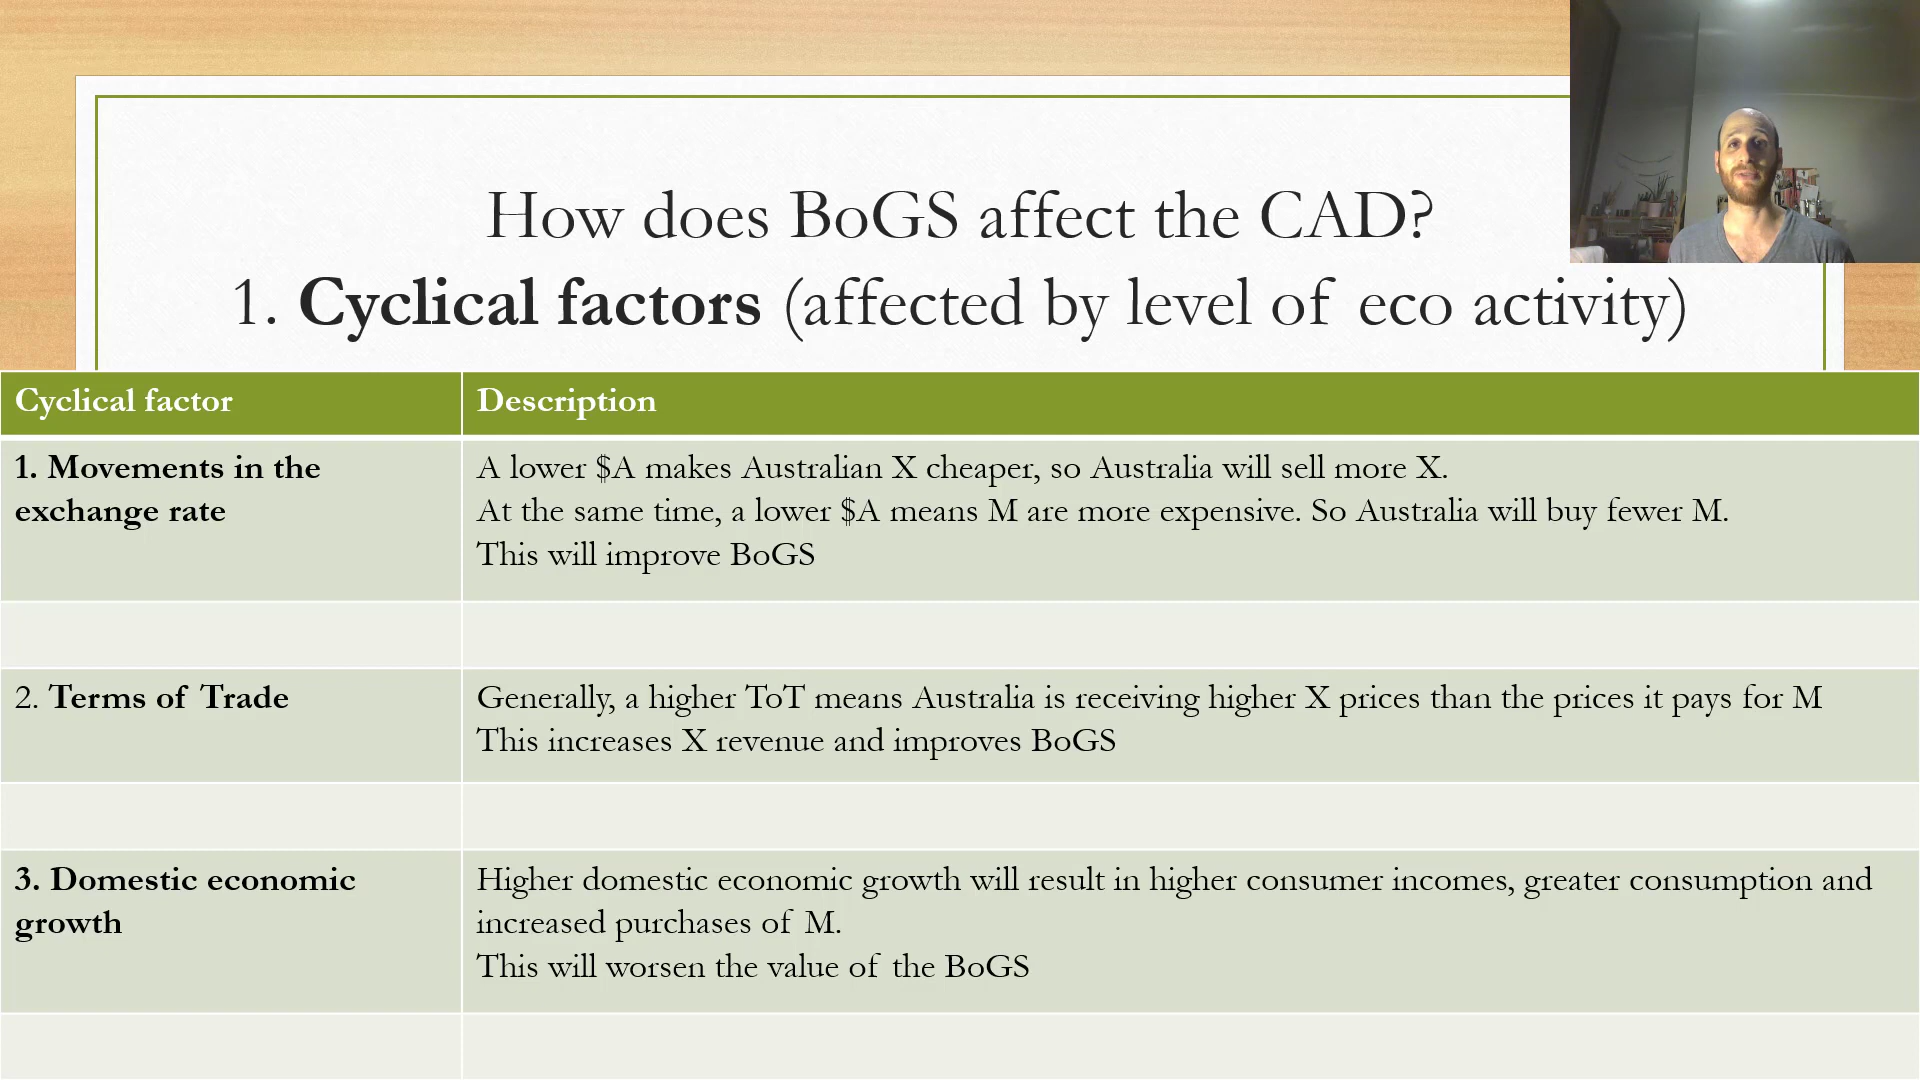 How does BoGS affect the CAD?
1. Cyclical factors (affected by level of eco activity)
Cyclical factor
Description
1. Movements in the
exchange rate
A lower $A makes Australian X cheaper, so Australia will sell more X.
At the same time, a lower $A means M are more expensive. So Australia will buy fewer M.
This will improve BoGS
2. Terms of Trade
Generally, a higher ToT means Australia is receiving higher X prices than the prices it pays for M
This increases X revenue and improves BoGS
3. Domestic economic
growth
Higher domestic economic growth will result in higher consumer incomes, greater consumption and
increased purchases of M.
This will worsen the value of the BoGS